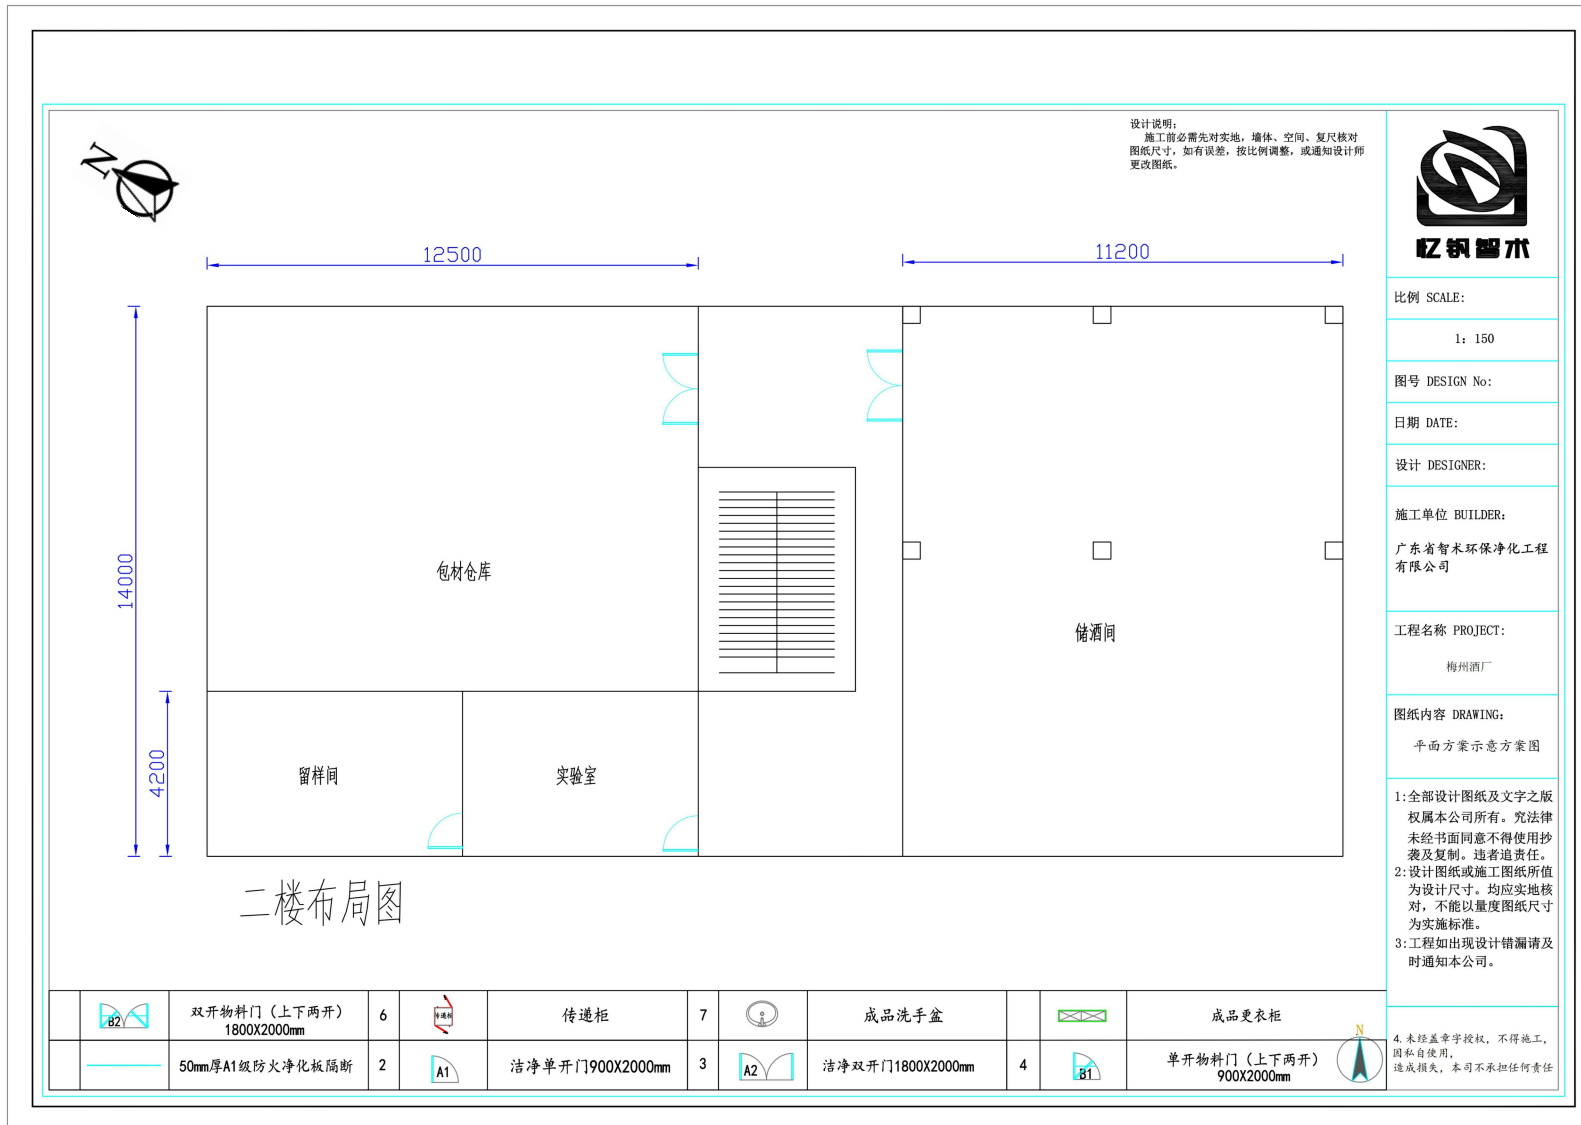 N
设计说明：
施工前必需先对实地，墙体、空间、复尺核对
图纸尺寸，如有误差，按比例调整，或通知设计师
更改图纸。
忆钢智术
12500
11200
14000
4200
包材仓库
储酒间
留样间
实验室
二楼布局图
比例 SCALE:
1: 150
图号 DESIGN No:
日期 DATE:
设计 DESIGNER:
施工单位 BUILDER:
广东省智术环保净化工程
有限公司
工程名称 PROJECT:
梅州酒厂
图纸内容 DRAWING:
平面方案示意方案图
1:全部设计图纸及文字之版
权属本公司所有。究法律
未经书面同意不得使用抄
袭及复制。违者追责任。
2:设计图纸或施工图纸所值
为设计尺寸。均应实地核
对，不能以量度图纸尺寸
为实施标准。
3:工程如出现设计错漏请及
时通知本公司。
4.未经盖章字授权，不得施工，
因私自使用，
造成损失，本司不承担任何责任
B2
双开物料门（上下两开）
1800X2000mm
6
传递柜
传递柜
7
成品洗手盆
成品更衣柜
50mm厚A1级防火净化板隔断
2
A1
洁净单开门900X2000mm
3
A2
洁净双开门1800X2000mm
4
B1
单开物料门（上下两开）
900X2000mm
N